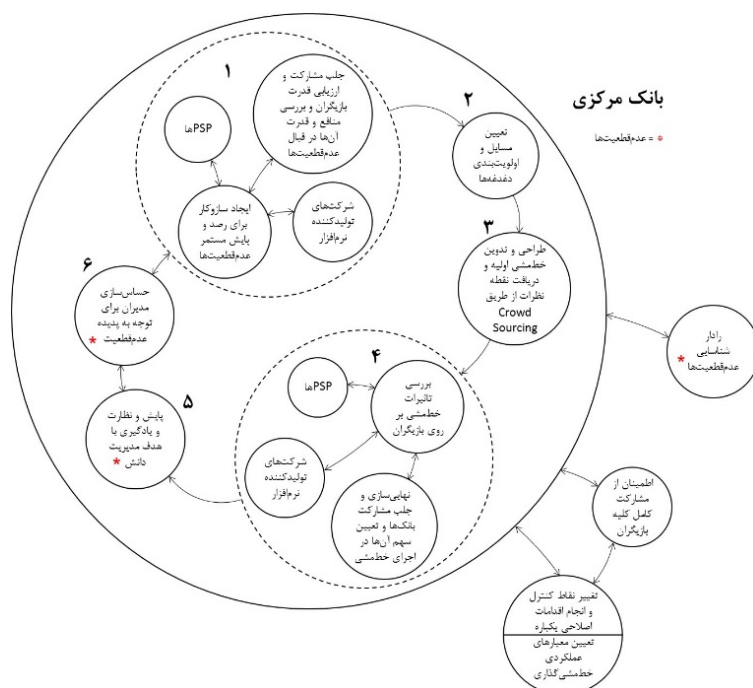 بانک مرکزی
* = عدم‌قطعیت‌ها
۱
جلب مشارکت و
ارزیابی قدرت
بازیگران و بررسی
منافع و قدرت
آن‌ها در قبال
عدم‌قطعیت‌ها
PSPها
شرکت‌های
تولیدکننده
نرم‌افزار
ایجاد سازوکار
برای رصد و
پایش مستمر
عدم‌قطعیت‌ها
۲
تعیین
مسایل و
اولویت‌بندی
دغدغه‌ها
۳
طراحی و تدوین
خط‌مشی اولیه و
دریافت نقطه
نظرات از طریق
Crowd
Sourcing
۴
بررسی
تاثیرات
خط‌مشی بر
روی بازیگران
PSPها
شرکت‌های
تولیدکننده
نرم‌افزار
نهایی‌سازی و
جلب مشارکت
بانک‌ها و تعیین
سهم آن‌ها در
اجرای خط‌مشی
۵
پایش و نظارت
و یادگیری با
هدف مدیریت
دانش *
۶
حساس‌سازی
مدیران برای
توجه به پدیده
عدم‌قطعیت *
رادار
شناسایی
عدم‌قطعیت‌ها *
اطمینان از
مشارکت
کامل کلیه
بازیگران
تغییر نقاط کنترل
و انجام اقدامات
اصلاحی یکباره
تعیین معیارهای
عملکردی
خط‌مشی‌گذاری